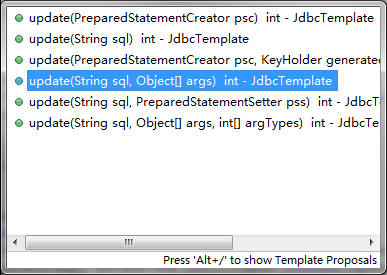 update(PreparedStatementCreator psc)  int - JdbcTemplate
update(String sql)  int - JdbcTemplate
update(PreparedStatementCreator psc, KeyHolder generated
update(String sql, Object[] args)  int - JdbcTemplate
update(String sql, PreparedStatementSetter pss)  int - JdbcTe
update(String sql, Object[] args, int[] argTypes)  int - JdbcTe
Press 'Alt+/' to show Template Proposals